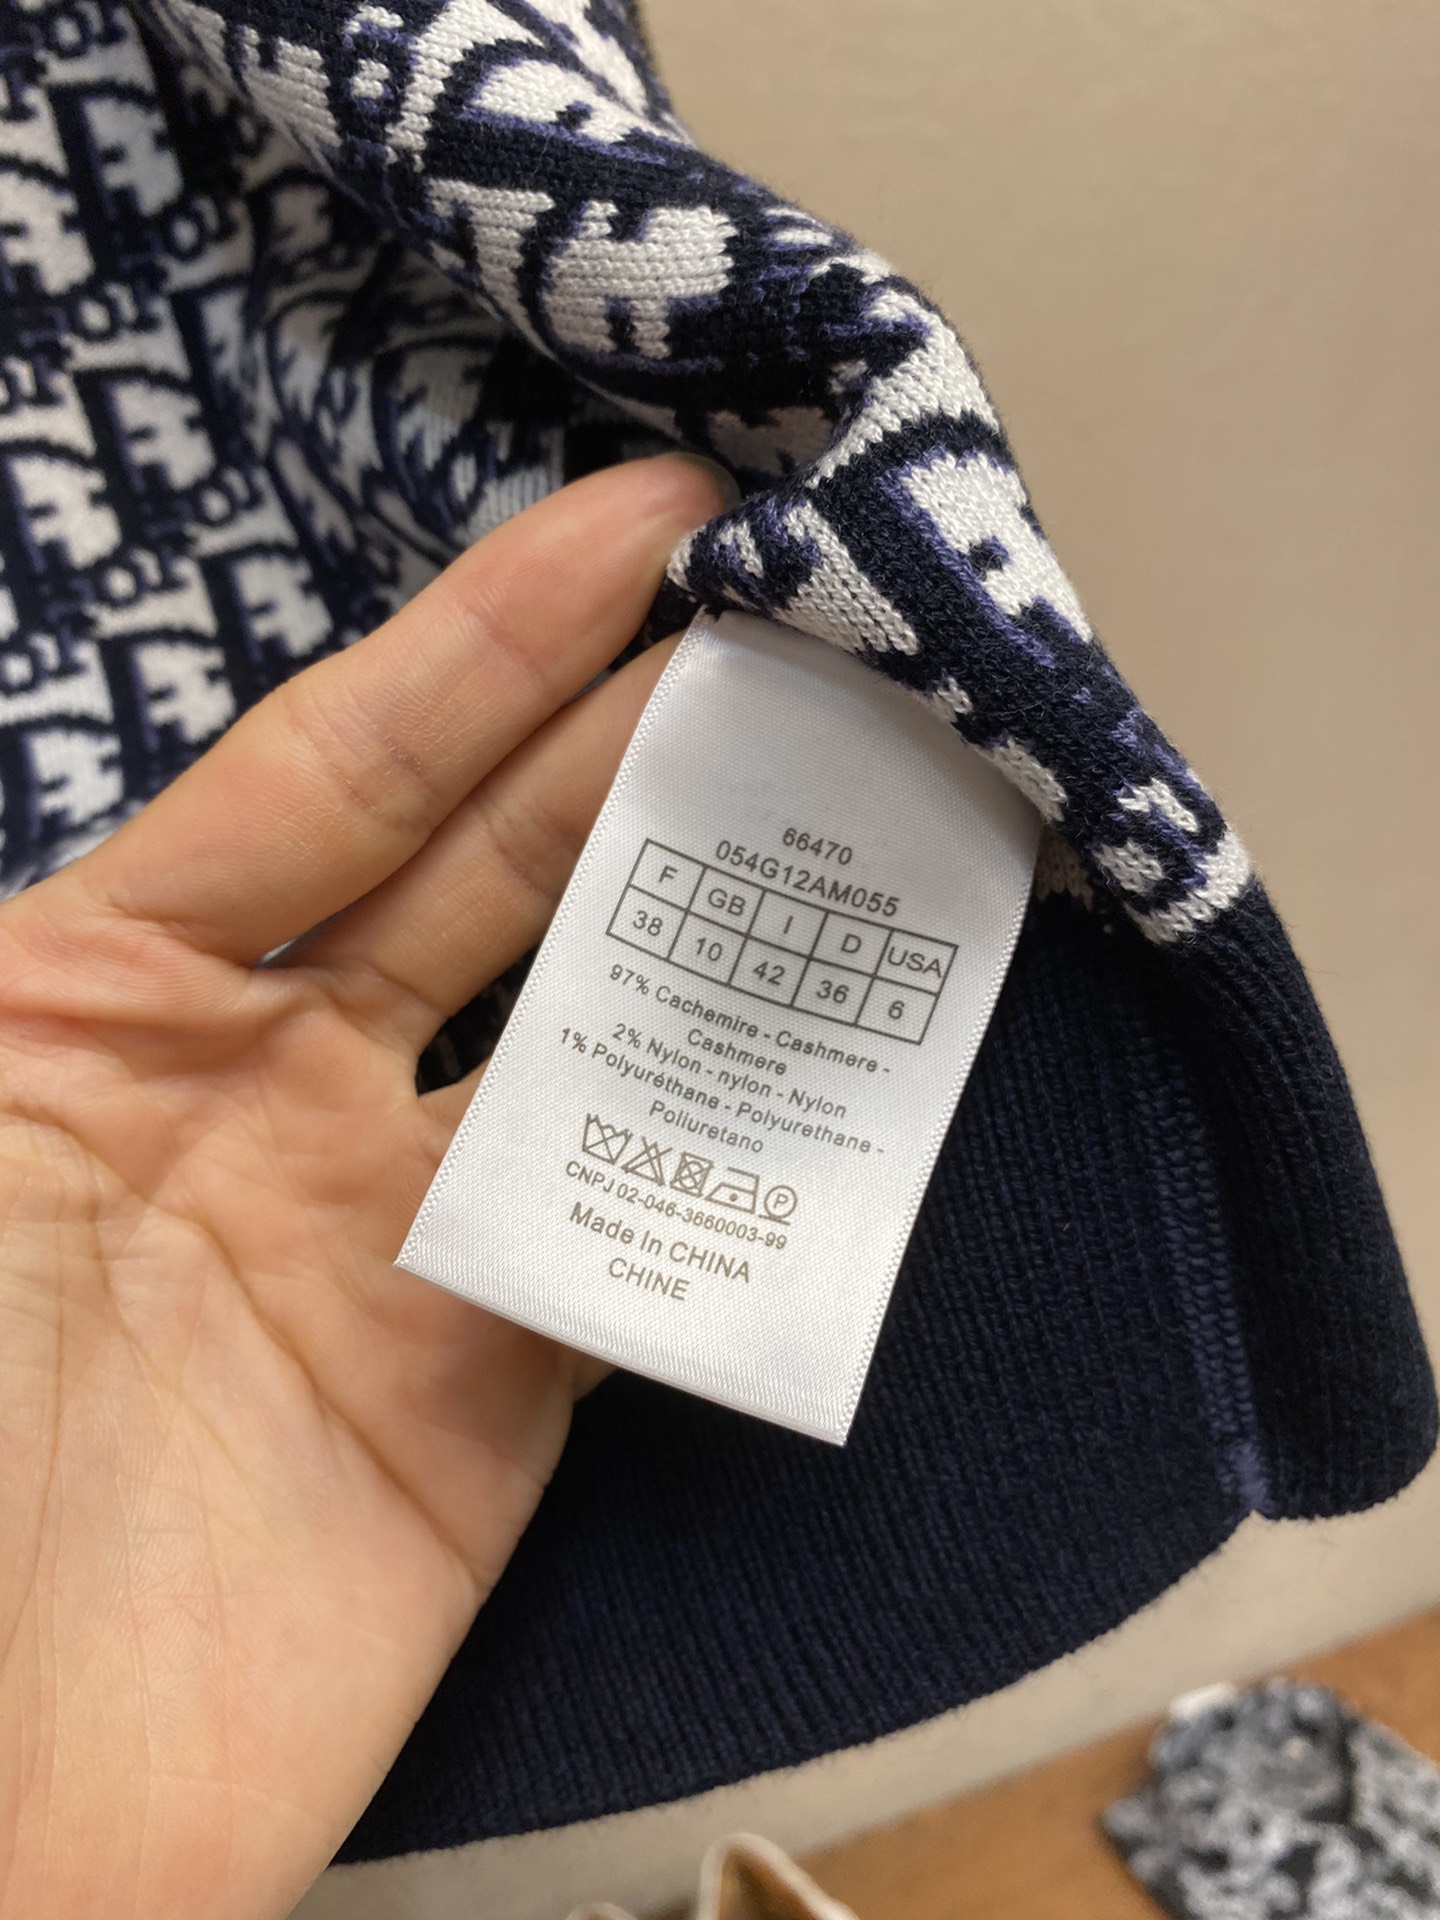 66470
054G12AM055
F GB I D USA
38 10 42 36 6
97% Cachemire - Cashmere -
Cashmere
2% Nylon - nylon - Nylon
1% Polyuréthane - Polyurethane -
Poliuretano
P
CNPJ 02-046-3660003-99
Made In CHINA
CHINE